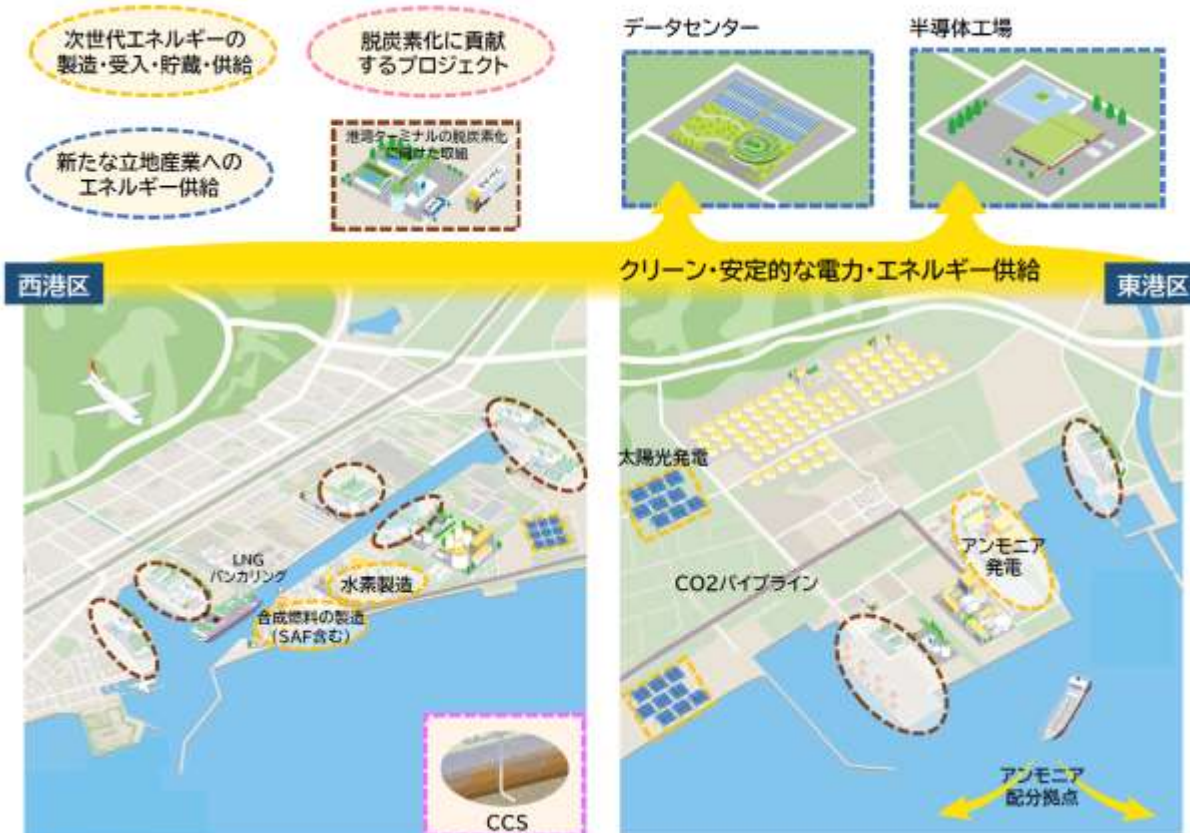 次世代エネルギーの
製造・受入・貯蔵・供給
脱炭素化に貢献
するプロジェクト
新たな立地産業への
エネルギー供給
港湾ターミナルの脱炭素化
に向けた取組
データセンター
半導体工場
クリーン・安定的な電力・エネルギー供給
西港区
東港区
LNG
バンカリング
水素製造
合成燃料の製造
(SAF含む)
CCS
太陽光発電
CO2パイプライン
アンモニア
発電
アンモニア
配分拠点